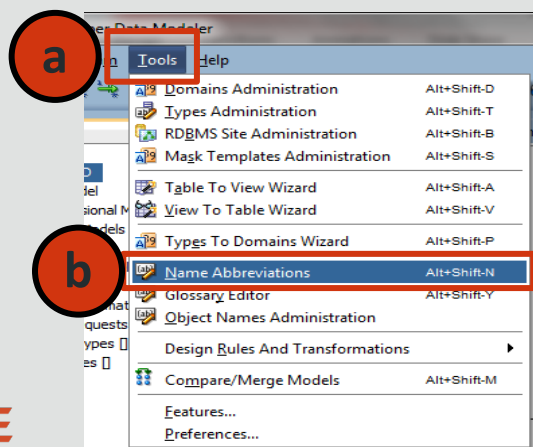 per Data Modeler
a
Tools Help
Domains Administration Alt+Shift-D
Types Administration Alt+Shift-T
RDBMS Site Administration Alt+Shift-B
Mask Templates Administration Alt+Shift-S
Table To View Wizard Alt+Shift-A
View To Table Wizard Alt+Shift-V
Types To Domains Wizard Alt+Shift-P
b
Name Abbreviations Alt+Shift-N
Glossary Editor Alt+Shift-Y
Object Names Administration
Design Rules And Transformations
Compare/Merge Models Alt+Shift-M
Features...
Preferences...